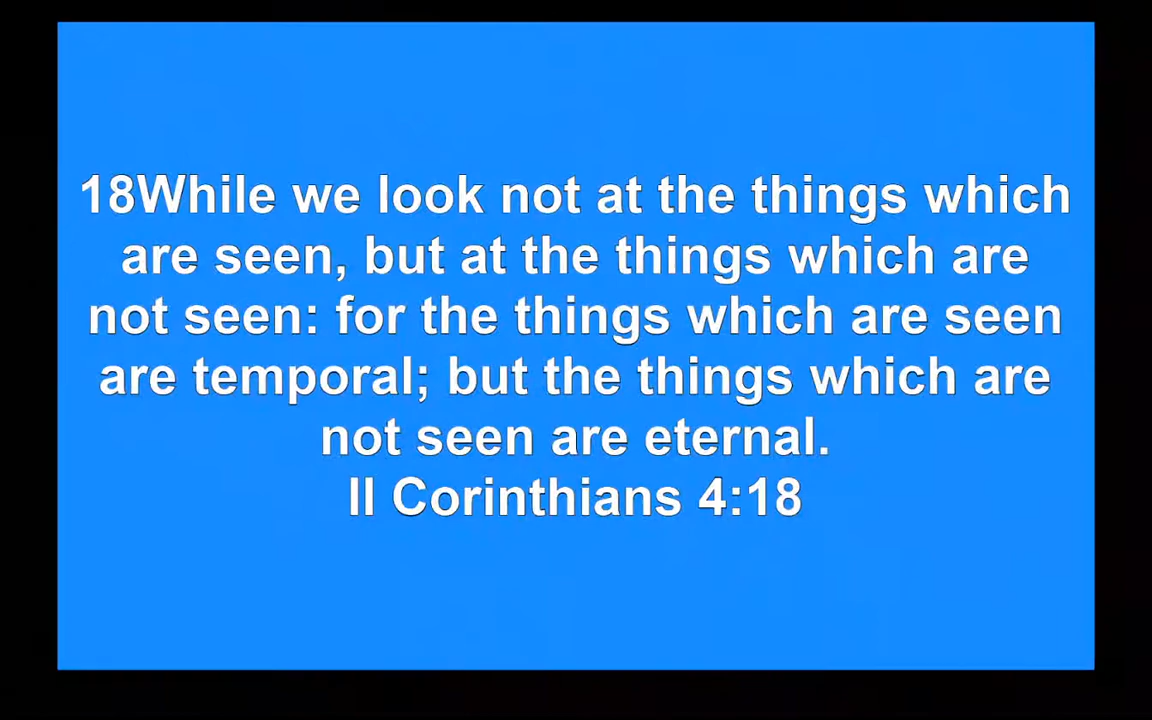 18While we look not at the things which
are seen, but at the things which are
not seen: for the things which are seen
are temporal; but the things which are
not seen are eternal.
II Corinthians 4:18